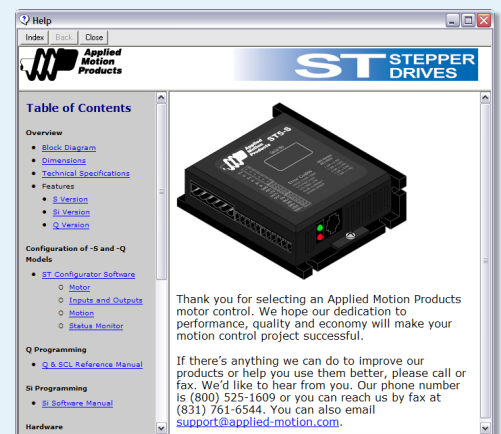 Help
Index Back Close
Applied
Motion
Products
ST STEPPER
DRIVES
Table of Contents
Overview
Block Diagram
Dimensions
Technical Specifications
Features
S Version
Si Version
Q Version
Configuration of -S and -Q
Models
ST Configurator Software
Motor
Inputs and Outputs
Motion
Status Monitor
Q Programming
Q & SCL Reference Manual
Si Programming
Si Software Manual
Hardware
Applied
Motion
Products
ST5-S
Thank you for selecting an Applied Motion Products
motor control. We hope our dedication to
performance, quality and economy will make your
motion control project successful.
If there's anything we can do to improve our
products or help you use them better, please call or
fax. We'd like to hear from you. Our phone number
is (800) 525-1609 or you can reach us by fax at
(831) 761-6544. You can also email
support@applied-motion.com.